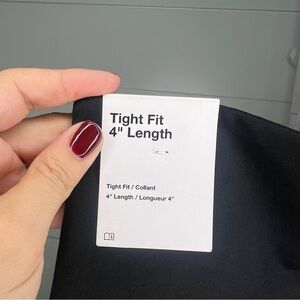 Tight Fit
4" Length
Tight Fit / Collant
4" Length / Longueur 4"